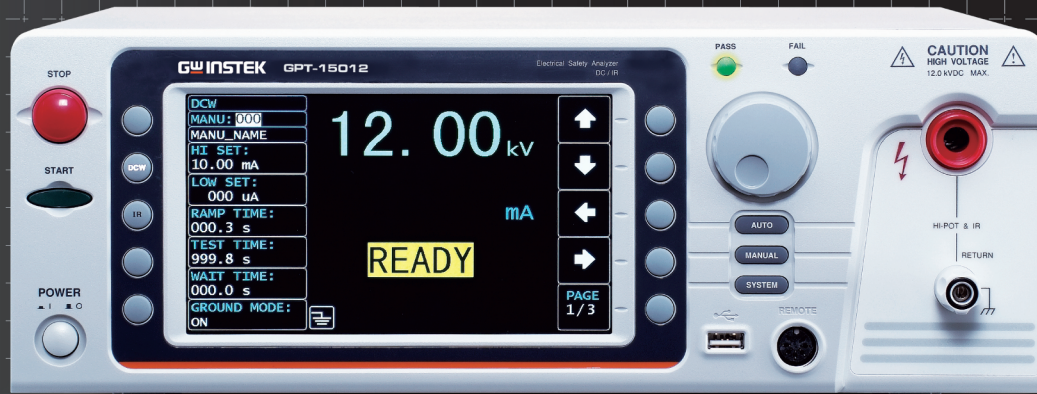 STOP
START
POWER
I O
GWINSTEK GPT-15012
Electrical Safety Analyzer
DC / IR
DCW
IR
DCW
MANU: 000
MANU_NAME
HI SET:
10.00 mA
LOW SET:
000 uA
RAMP TIME:
000.3 s
TEST TIME:
999.8 s
WAIT TIME:
000.0 s
GROUND MODE:
ON
12.00 kV
mA
READY
PAGE
1/3
PASS
FAIL
AUTO
MANUAL
SYSTEM
REMOTE
CAUTION
HIGH VOLTAGE
12.0 kVDC MAX.
HI-POT & IR
RETURN